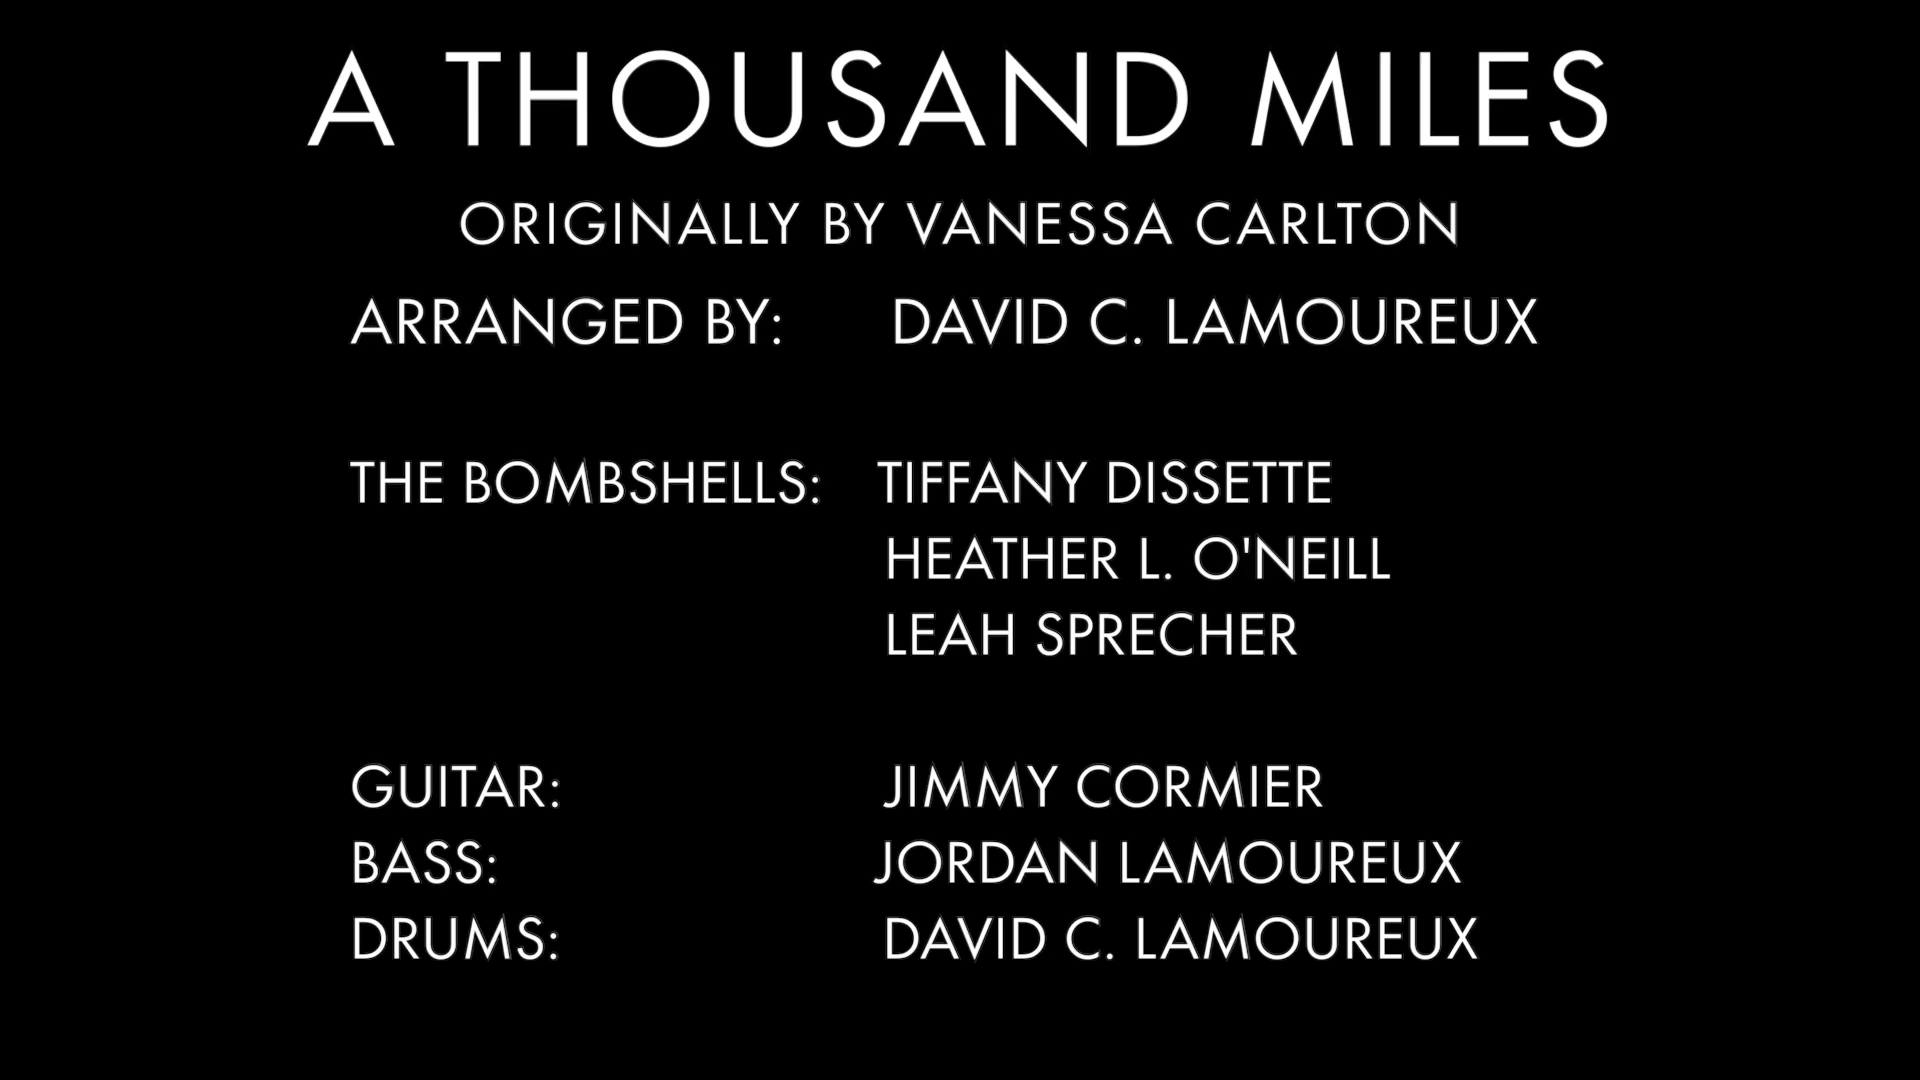 A THOUSAND MILES
ORIGINALLY BY VANESSA CARLTON
ARRANGED BY: DAVID C. LAMOUREUX
THE BOMBSHELLS: TIFFANY DISSETTE
HEATHER L. O'NEILL
LEAH SPRECHER
GUITAR: JIMMY CORMIER
BASS: JORDAN LAMOUREUX
DRUMS: DAVID C. LAMOUREUX